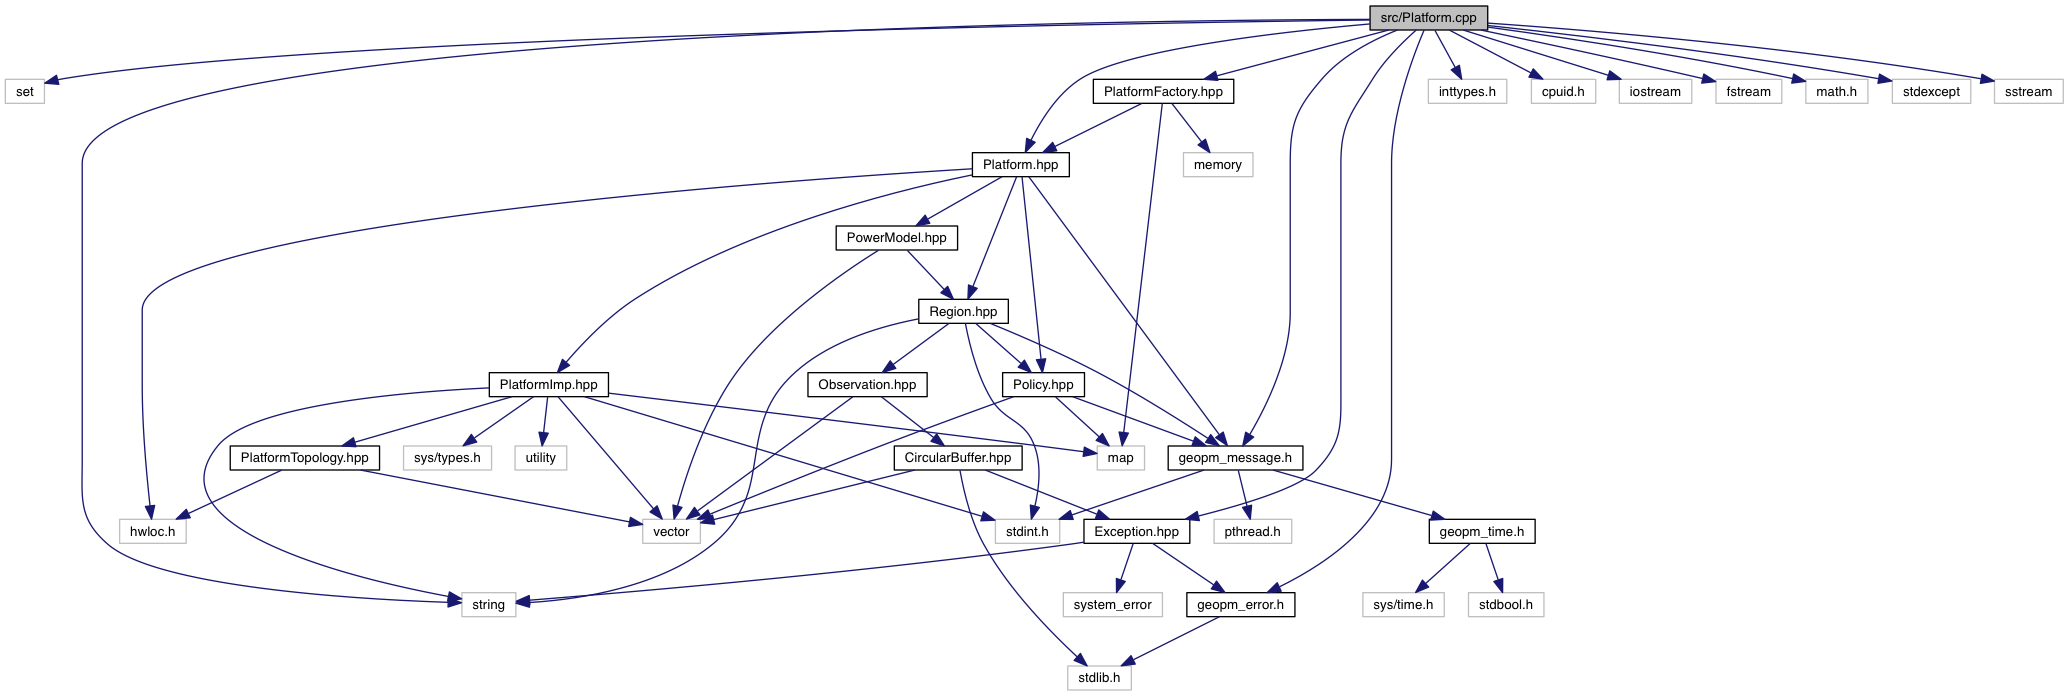 src/Platform.cpp
set
PlatformFactory.hpp
inttypes.h
cpuid.h
iostream
fstream
math.h
stdexcept
sstream
Platform.hpp
memory
PowerModel.hpp
Region.hpp
PlatformImp.hpp
Observation.hpp
Policy.hpp
PlatformTopology.hpp
sys/types.h
utility
CircularBuffer.hpp
map
geopm_message.h
hwloc.h
vector
stdint.h
Exception.hpp
pthread.h
geopm_time.h
string
system_error
geopm_error.h
sys/time.h
stdbool.h
stdlib.h